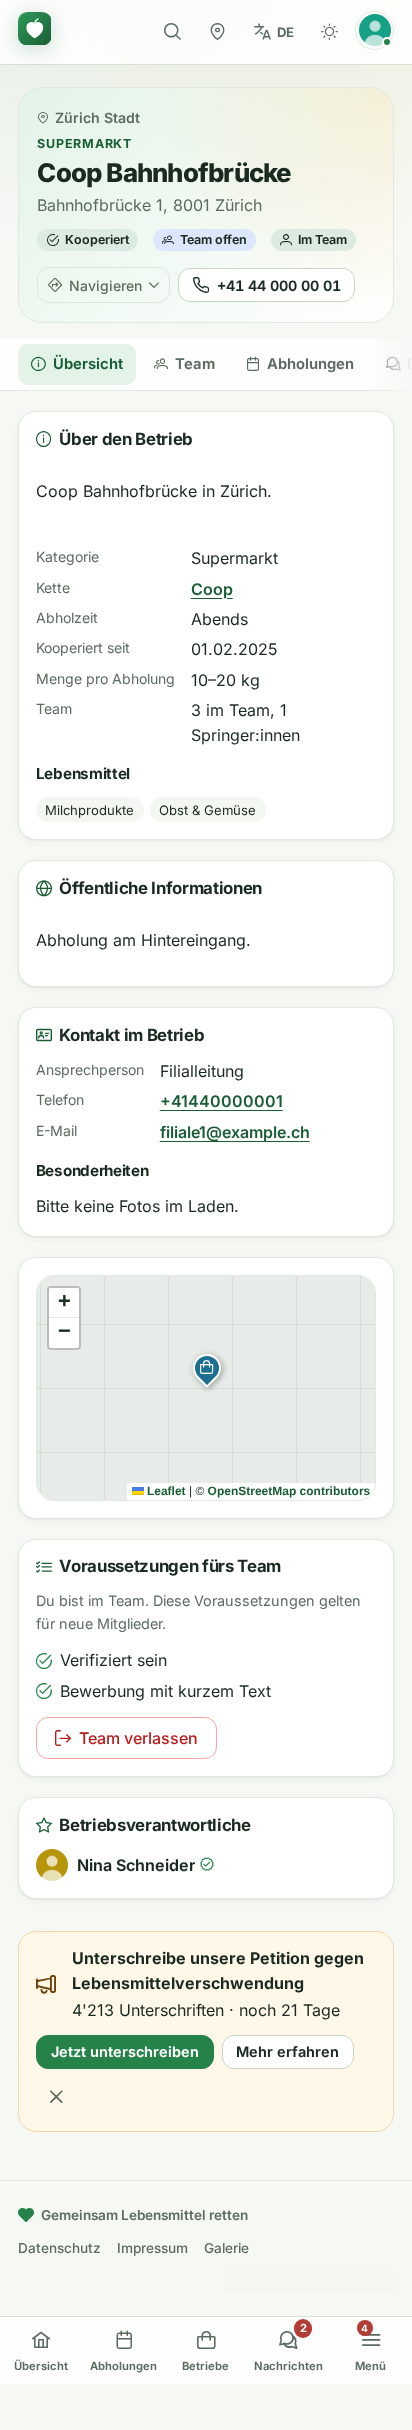 DE
Zürich Stadt
SUPERMARKT
Coop Bahnhofbrücke
Bahnhofbrücke 1, 8001 Zürich
Kooperiert Team offen Im Team
Navigieren +41 44 000 00 01
Übersicht Team Abholungen
Über den Betrieb
Coop Bahnhofbrücke in Zürich.
Kategorie Supermarkt
Kette Coop
Abholzeit Abends
Kooperiert seit 01.02.2025
Menge pro Abholung 10–20 kg
Team 3 im Team, 1
Springer:innen
Lebensmittel
Milchprodukte Obst & Gemüse
Öffentliche Informationen
Abholung am Hintereingang.
Kontakt im Betrieb
Ansprechperson Filialleitung
Telefon +41440000001
E-Mail filiale1@example.ch
Besonderheiten
Bitte keine Fotos im Laden.
+
−
Leaflet | © OpenStreetMap contributors
Voraussetzungen fürs Team
Du bist im Team. Diese Voraussetzungen gelten
für neue Mitglieder.
Verifiziert sein
Bewerbung mit kurzem Text
Team verlassen
Betriebsverantwortliche
Nina Schneider
Unterschreibe unsere Petition gegen
Lebensmittelverschwendung
4'213 Unterschriften · noch 21 Tage
Jetzt unterschreiben Mehr erfahren
Gemeinsam Lebensmittel retten
Datenschutz Impressum Galerie
2 4
Übersicht Abholungen Betriebe Nachrichten Menü